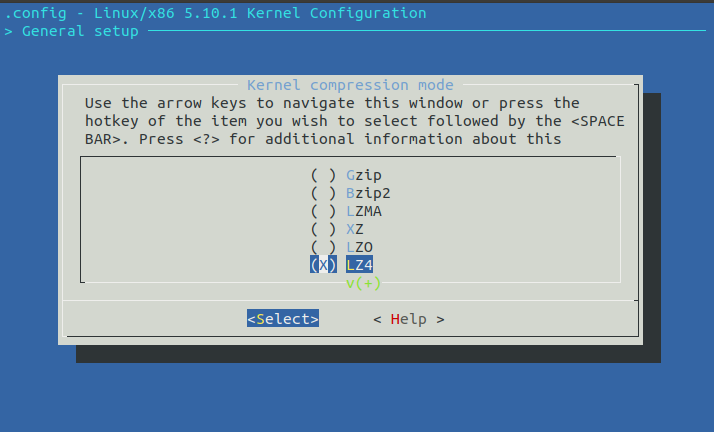 .config - Linux/x86 5.10.1 Kernel Configuration
> General setup
Kernel compression mode
Use the arrow keys to navigate this window or press the
hotkey of the item you wish to select followed by the <SPACE
BAR>. Press <?> for additional information about this
( ) Gzip
( ) Bzip2
( ) LZMA
( ) XZ
( ) LZO
(X) LZ4
v(+)
<Select> < Help >